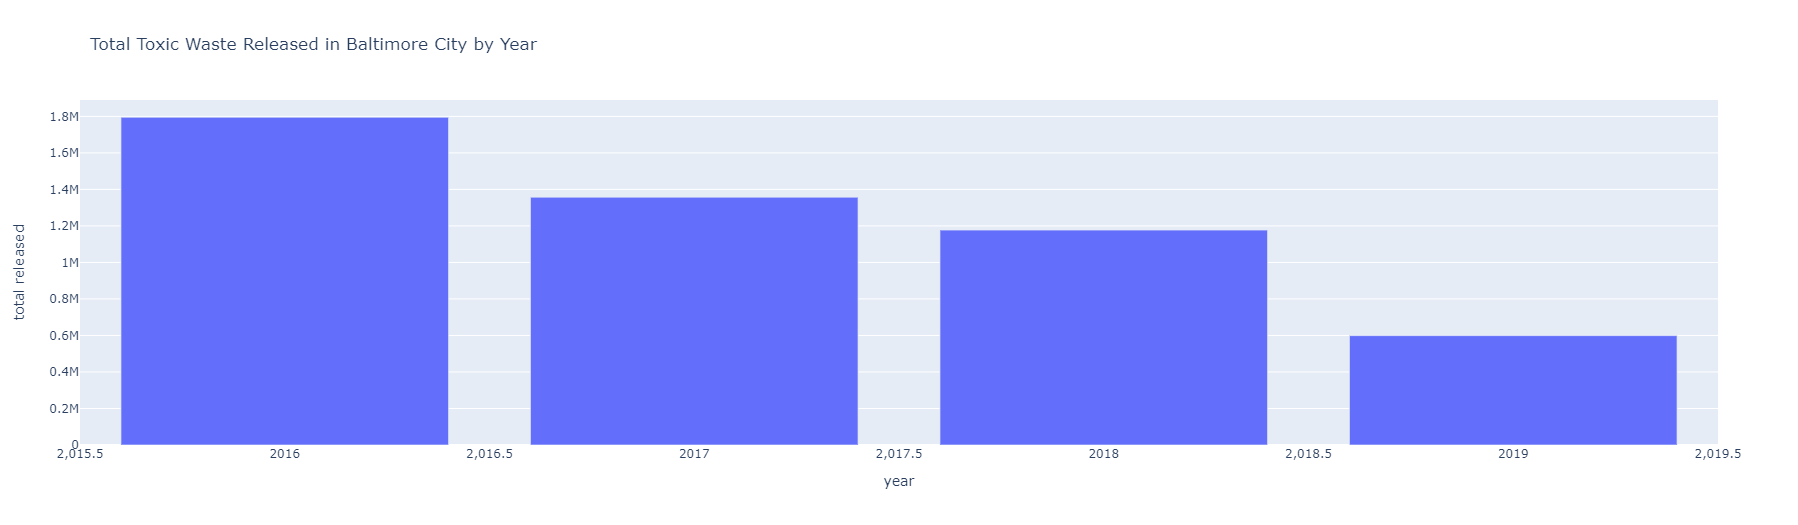 Total Toxic Waste Released in Baltimore City by Year
total released
1.8M
1.6M
1.4M
1.2M
1M
0.8M
0.6M
0.4M
0.2M
0
2,015.5 2016 2,016.5 2017 2,017.5 2018 2,018.5 2019 2,019.5
year